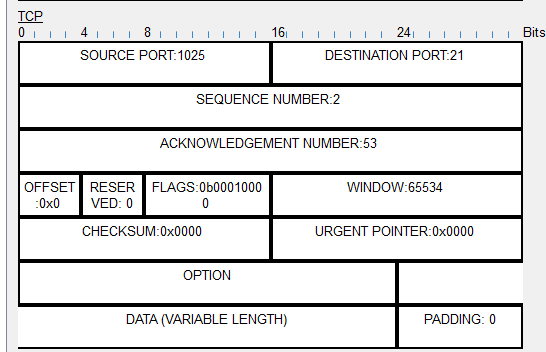 TCP
0 4 8 16 24 Bits
SOURCE PORT:1025 DESTINATION PORT:21
SEQUENCE NUMBER:2
ACKNOWLEDGEMENT NUMBER:53
OFFSET RESER FLAGS:0b0001000 WINDOW:65534
:0x0 VED: 0 0
CHECKSUM:0x0000 URGENT POINTER:0x0000
OPTION
DATA (VARIABLE LENGTH) PADDING: 0